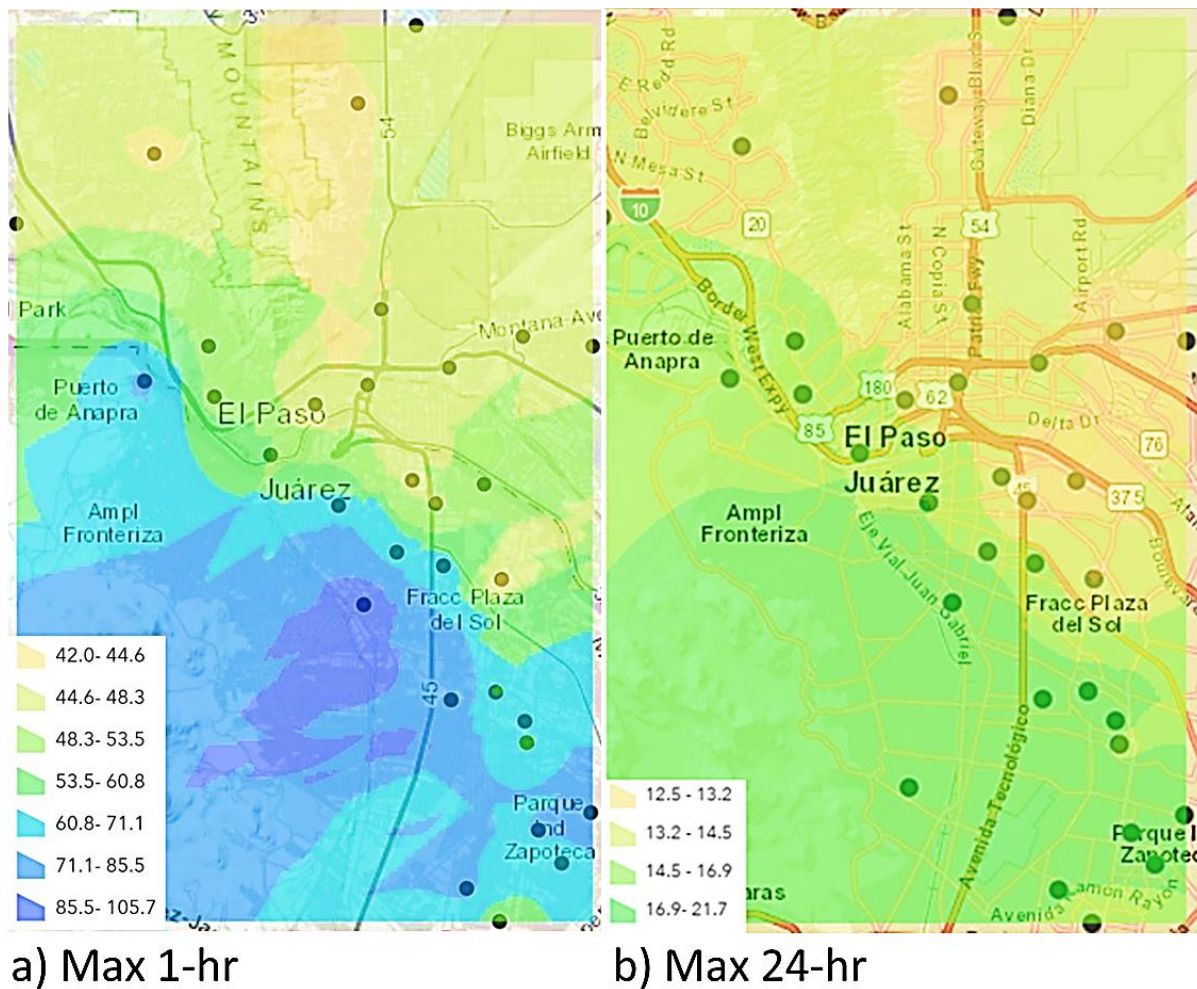 MOUNTAINS
54
Biggs Arm
Airfield
Park
Montana-Ave
Puerto
de Anapra
El Paso
Juárez
Ampl
Fronteriza
Fracc Plaza
del Sol
45
Parque
Ind
Zapoteca
42.0- 44.6
44.6- 48.3
48.3- 53.5
53.5- 60.8
60.8- 71.1
71.1- 85.5
85.5- 105.7
a) Max 1-hr
E Redd Rd
Belvidere St
N Mesa St
10
20
Gateway Blvd S
Diana Dr
54
Alabama St
N Copia St
Airport Rd
Patriot Fwy
Border West Expy
Puerto de
Anapra
180
62
85
El Paso
Delta Dr
76
Juárez
45
375
Ampl
Fronteriza
Eje Vial Juan Gabriel
Fracc Plaza
del Sol
Avenida Tecnológico
Parque I
Zapotec
Avenida Ramon Rayon
aras
12.5 - 13.2
13.2 - 14.5
14.5 - 16.9
16.9- 21.7
b) Max 24-hr